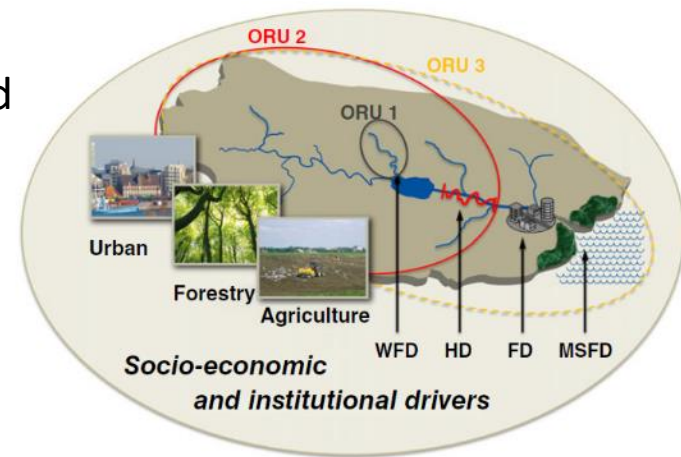 ORU 2
ORU 3
d
ORU 1
Urban
Forestry
Agriculture
WFD HD FD MSFD
Socio-economic
and institutional drivers